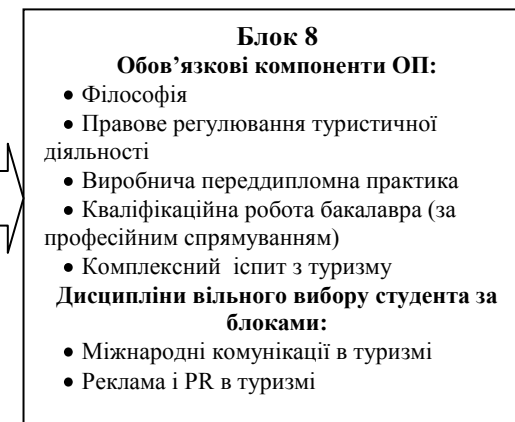 Блок 8
Обов’язкові компоненти ОП:
• Філософія
• Правове регулювання туристичної
діяльності
• Виробнича переддипломна практика
• Кваліфікаційна робота бакалавра (за
професійним спрямуванням)
• Комплексний іспит з туризму
Дисципліни вільного вибору студента за
блоками:
• Міжнародні комунікації в туризмі
• Реклама і PR в туризмі